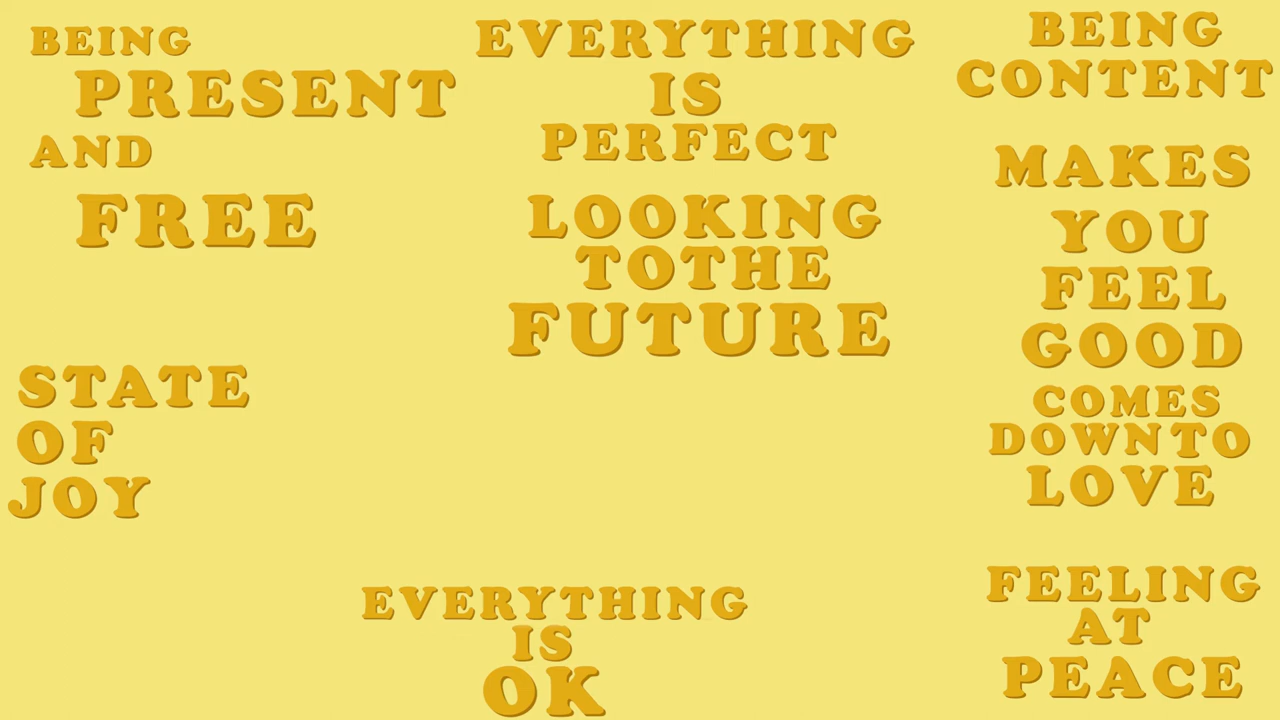 BEING
PRESENT
AND
FREE
STATE
OF
JOY
EVERYTHING
IS
PERFECT
LOOKING
TOTHE
FUTURE
EVERYTHING
IS
OK
BEING
CONTENT
MAKES
YOU
FEEL
GOOD
COMES
DOWNTO
LOVE
FEELING
AT
PEACE